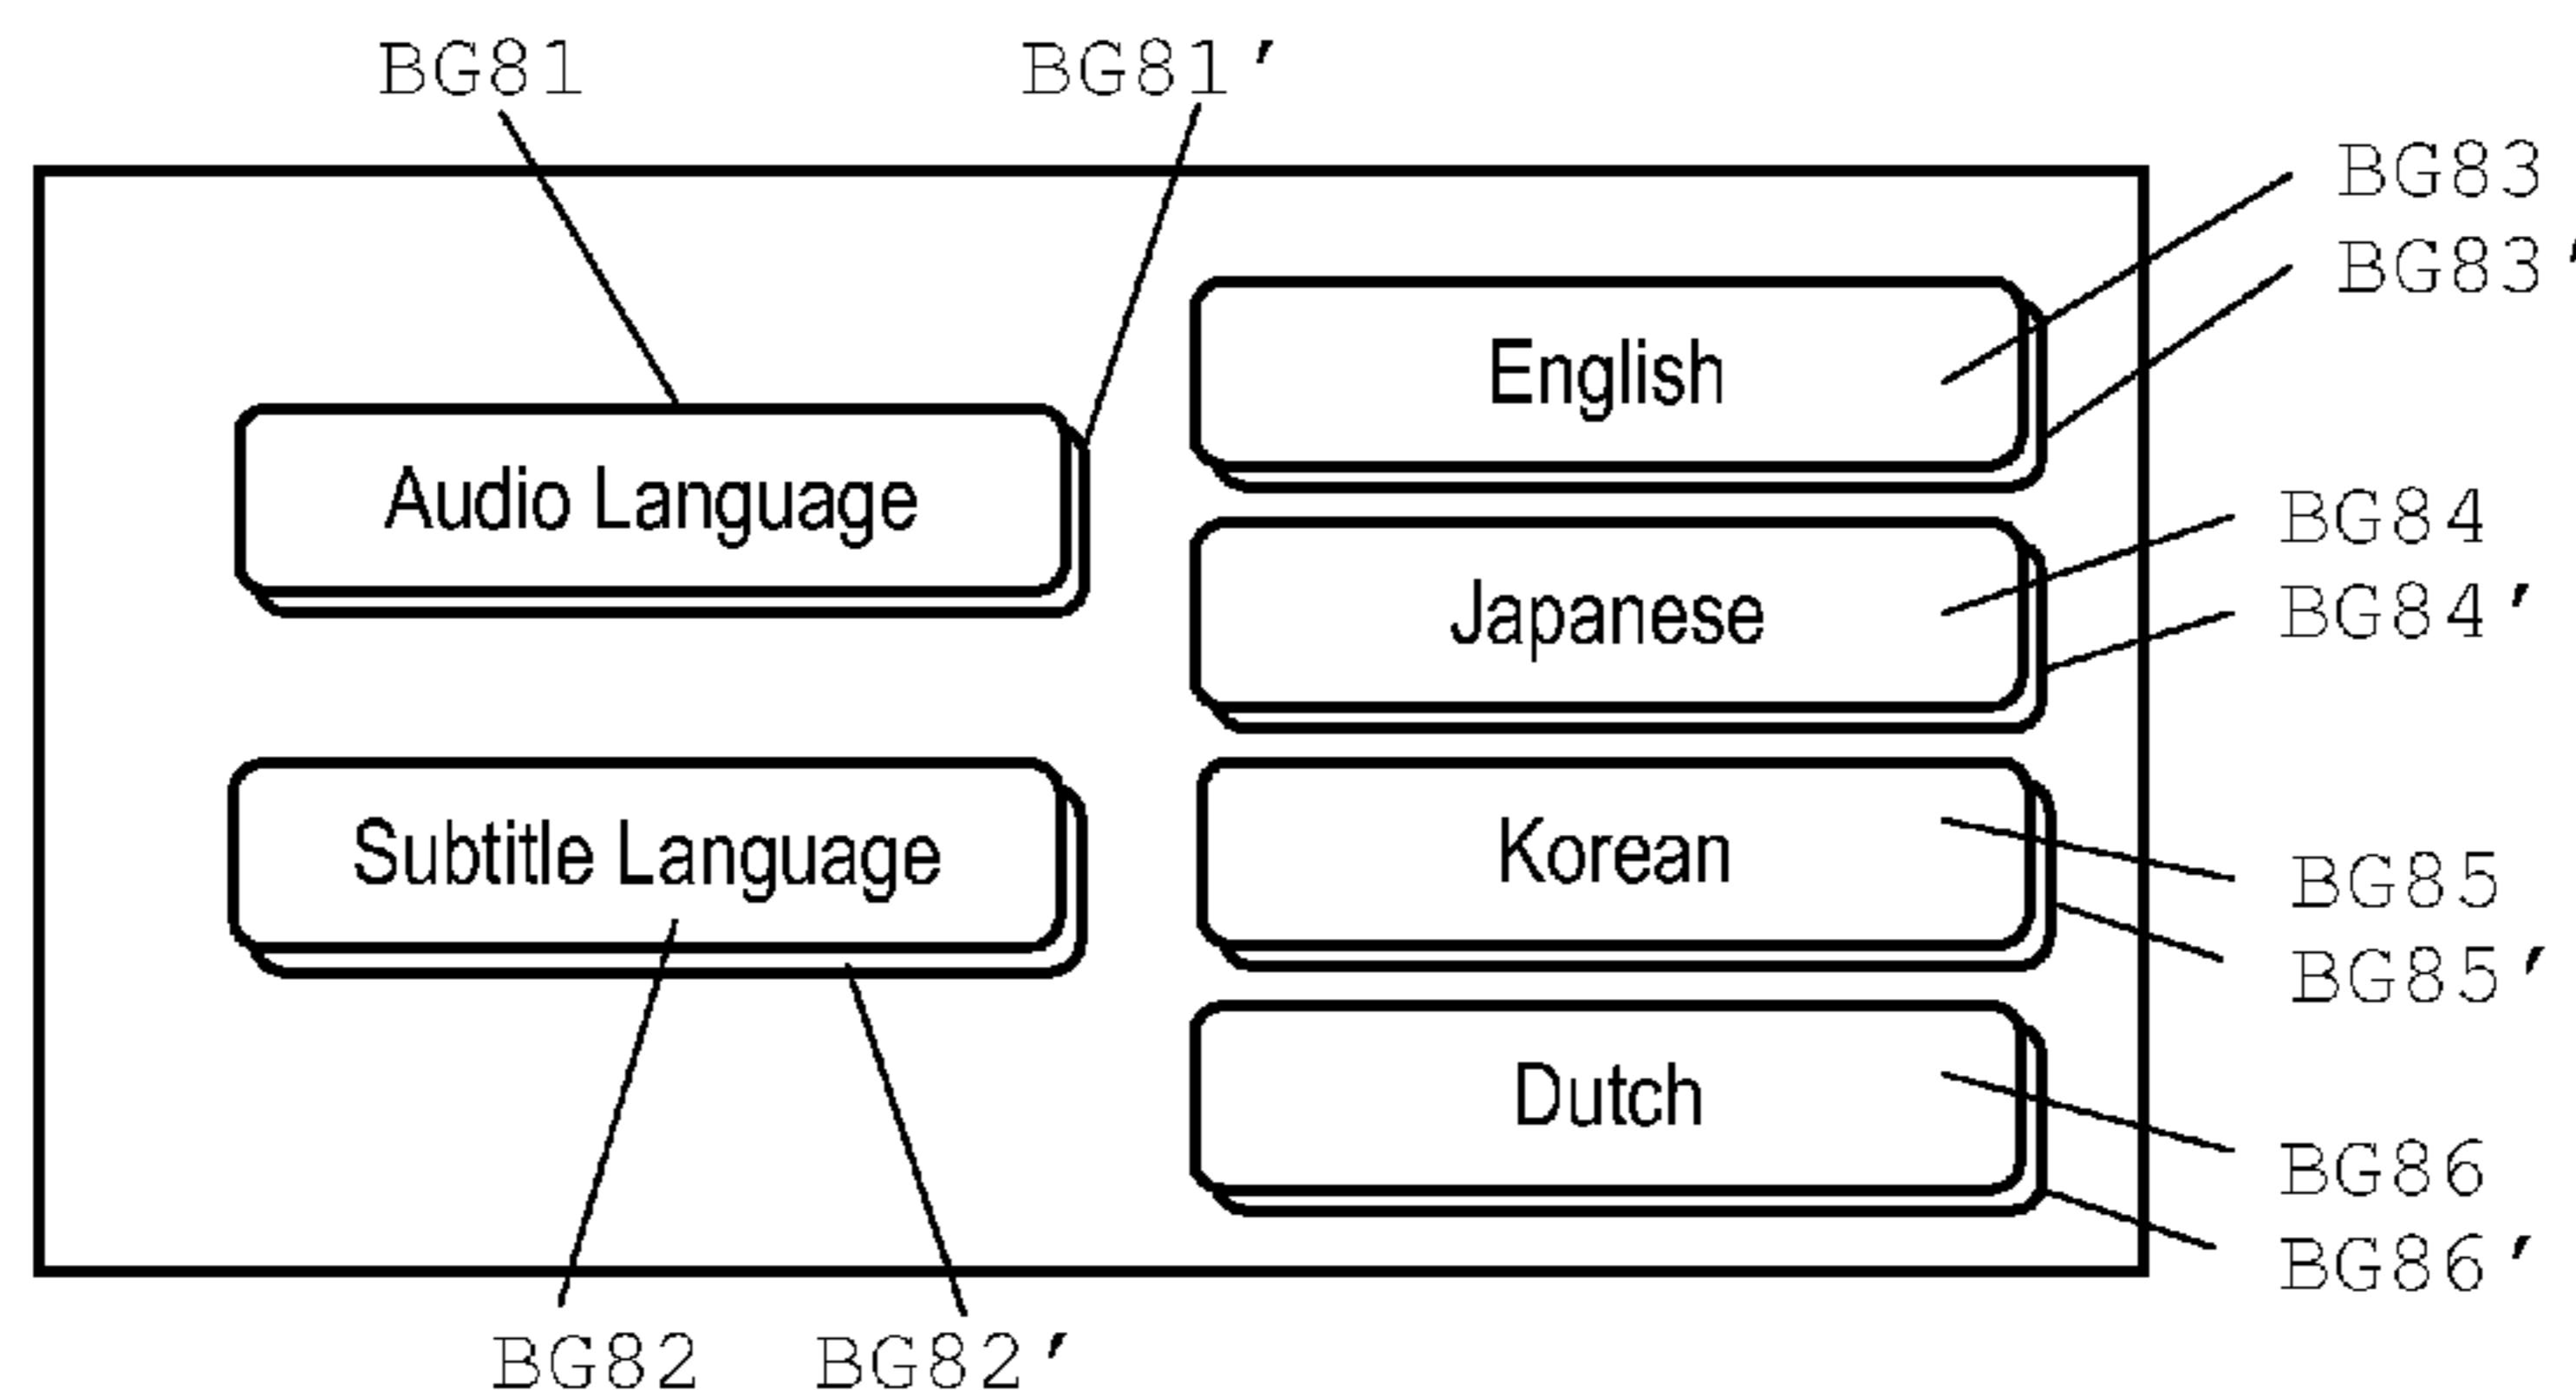 BG81 BG81'
BG83
BG83'
English
Audio Language
BG84
Japanese
BG84'
Subtitle Language
Korean
BG85
BG85'
Dutch
BG86
BG86'
BG82 BG82'